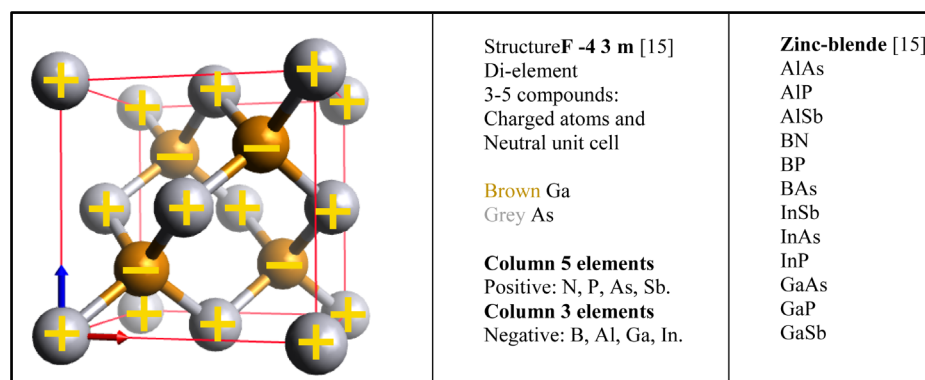 StructureF -4 3 m [15]
Di-element
3-5 compounds:
Charged atoms and
Neutral unit cell
Brown Ga
Grey As
Column 5 elements
Positive: N, P, As, Sb.
Column 3 elements
Negative: B, Al, Ga, In.
Zinc-blende [15]
AlAs
AlP
AlSb
BN
BP
BAs
InSb
InAs
InP
GaAs
GaP
GaSb